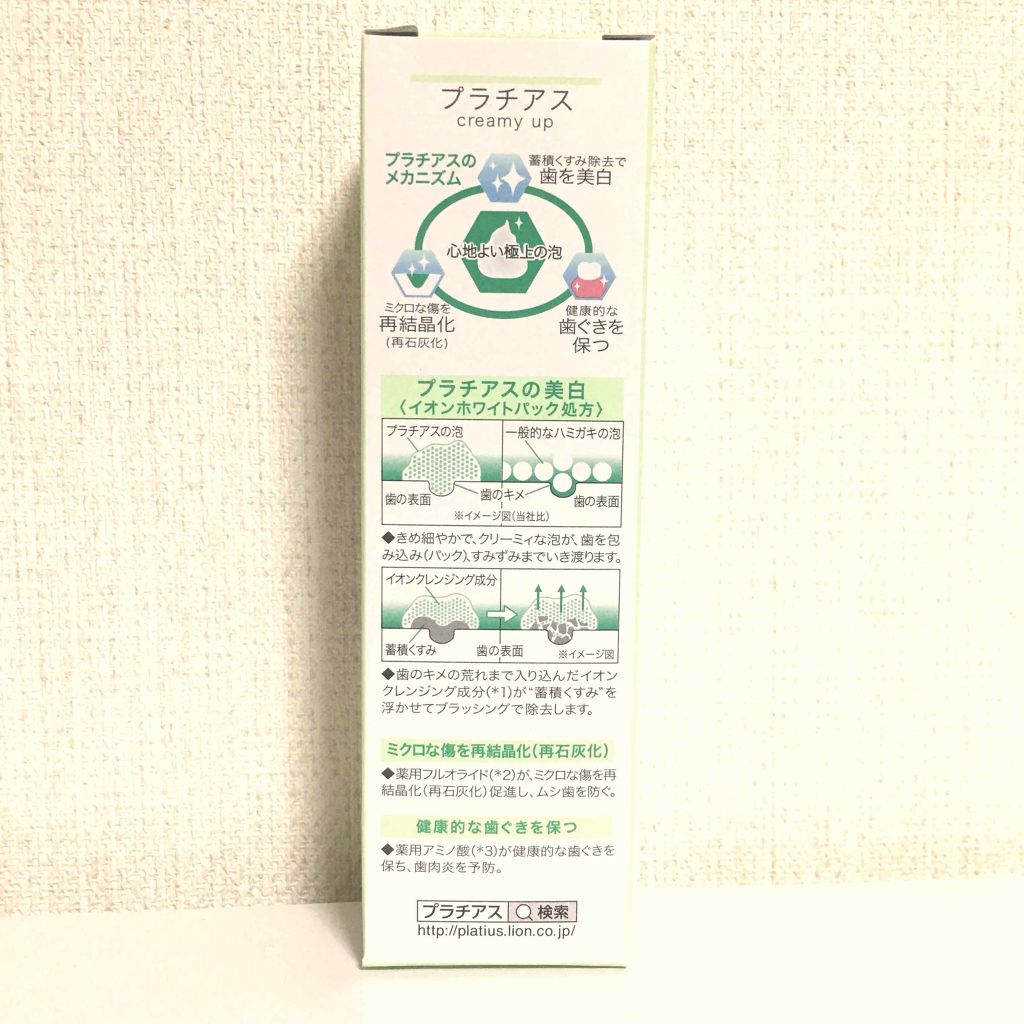 プラチアス
creamy up
プラチアスの
メカニズム
蓄積くすみ除去で
歯を美白
心地よい極上の泡
ミクロな傷を
再結晶化
(再石灰化)
健康的な
歯ぐきを
保つ
プラチアスの美白
〈イオンホワイトパック処方〉
プラチアスの泡
一般的なハミガキの泡
歯の表面
歯のキメ
歯の表面
※イメージ図(当社比)
◆きめ細やかで、クリーミィな泡が、歯を包
み込み(パック)、すみずみまでいき渡ります。
イオンクレンジング成分
蓄積くすみ
歯の表面
※イメージ図
◆歯のキメの荒れまで入り込んだイオン
クレンジング成分(*1)が"蓄積くすみ"を
浮かせてブラッシングで除去します。
ミクロな傷を再結晶化(再石灰化)
◆薬用フルオライド(*2)が、ミクロな傷を再
結晶化(再石灰化)促進し、ムシ歯を防ぐ。
健康的な歯ぐきを保つ
◆薬用アミノ酸(*3)が健康的な歯ぐきを
保ち、歯肉炎を予防。
プラチアス 検索
http://platius.lion.co.jp/